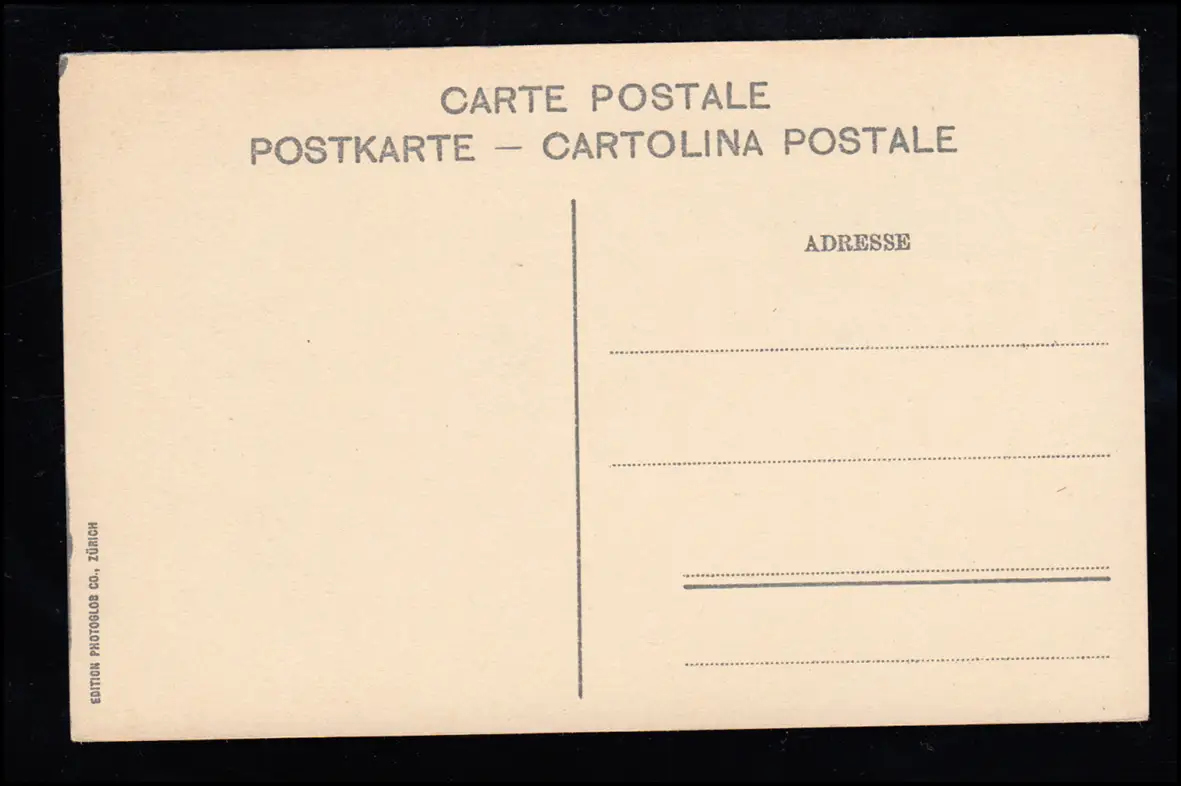 CARTE POSTALE
POSTKARTE — CARTOLINA POSTALE
ADRESSE
EDITION PHOTOGLOB CO., ZÜRICH